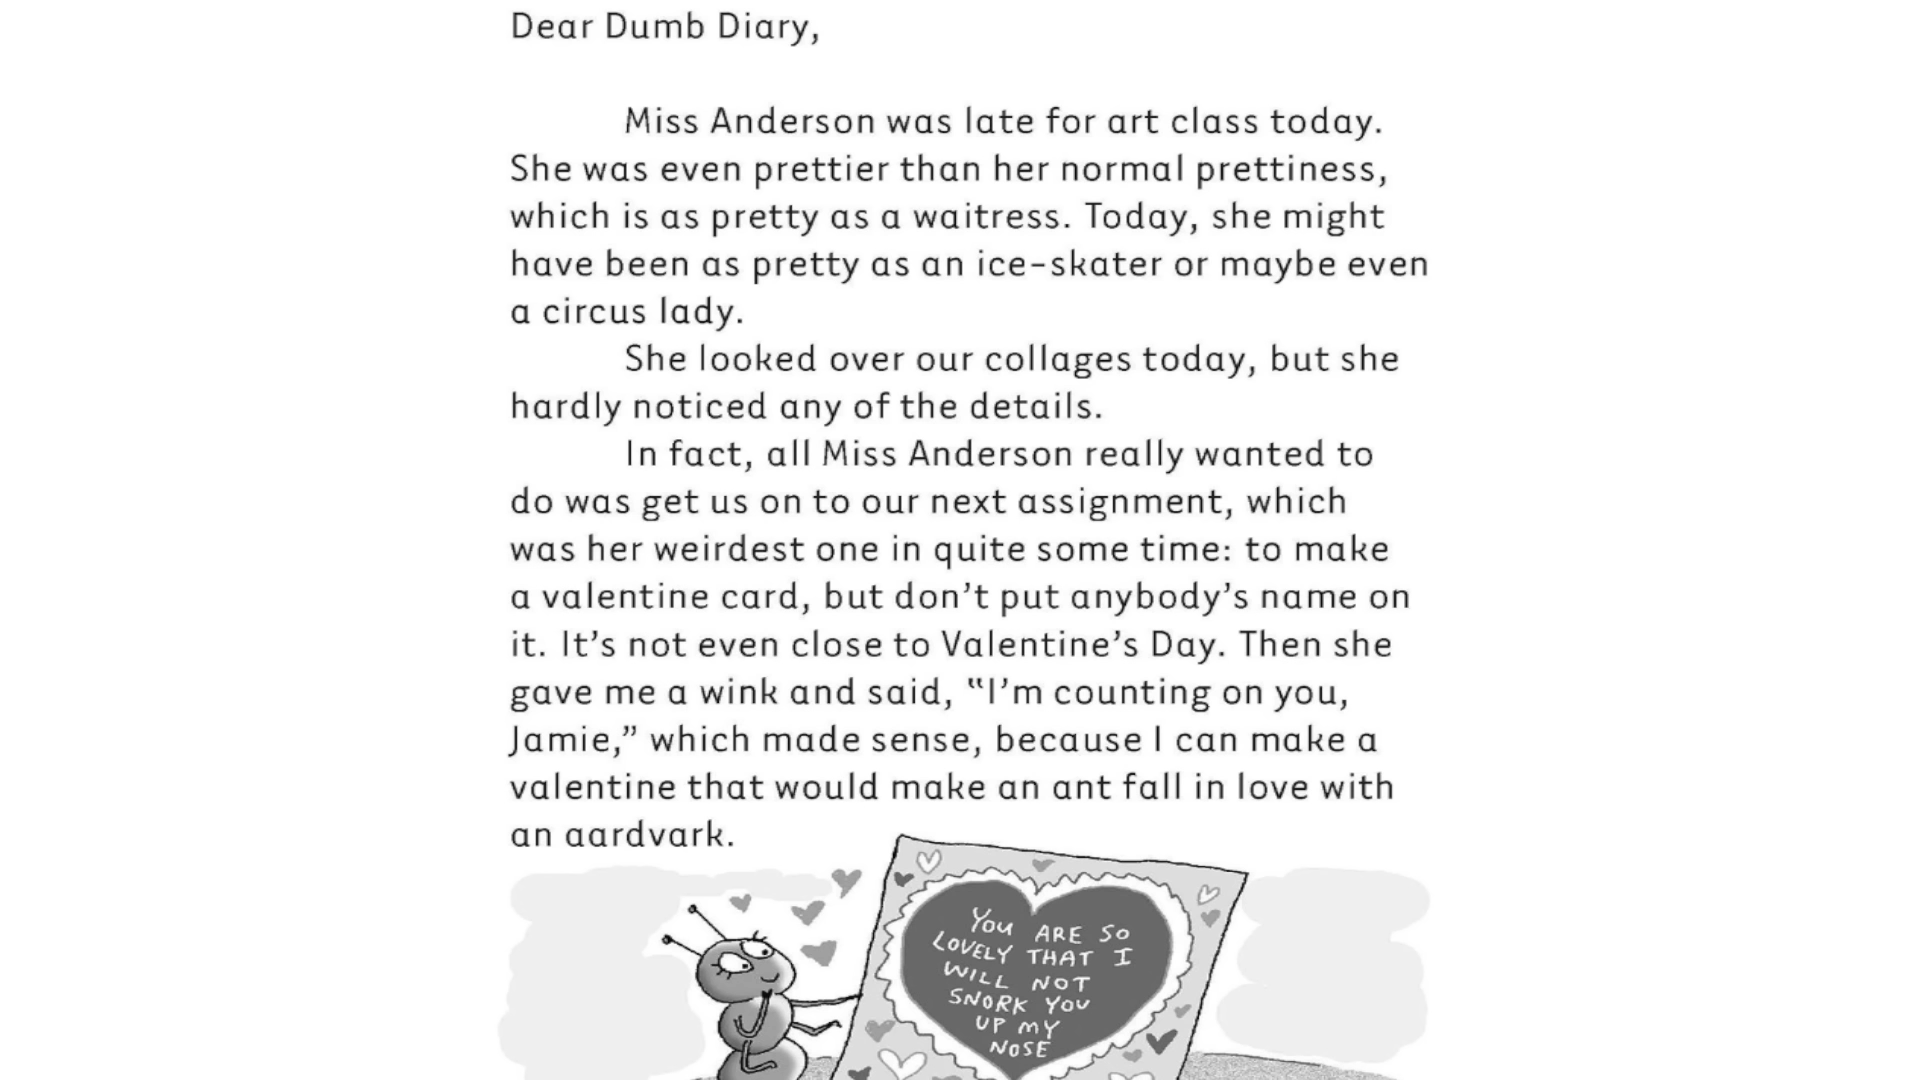 Dear Dumb Diary,
Miss Anderson was late for art class today.
She was even prettier than her normal prettiness,
which is as pretty as a waitress. Today, she might
have been as pretty as an ice-skater or maybe even
a circus lady.
She looked over our collages today, but she
hardly noticed any of the details.
In fact, all Miss Anderson really wanted to
do was get us on to our next assignment, which
was her weirdest one in quite some time: to make
a valentine card, but don’t put anybody’s name on
it. It’s not even close to Valentine’s Day. Then she
gave me a wink and said, “I’m counting on you,
Jamie,” which made sense, because I can make a
valentine that would make an ant fall in love with
an aardvark.
YOU ARE SO
LOVELY THAT I
WILL NOT
SNORK YOU
UP MY
NOSE